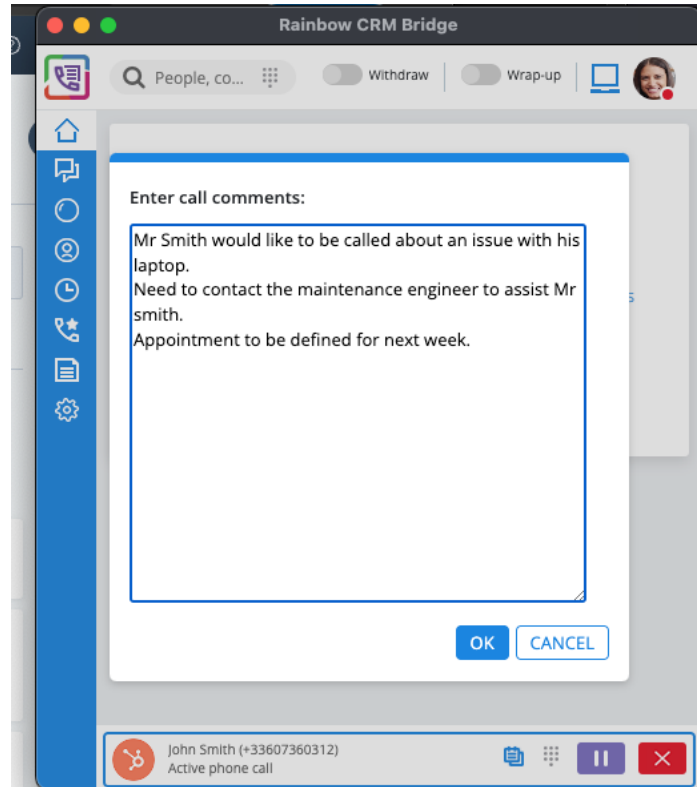 Rainbow CRM Bridge
People, co...
Withdraw
Wrap-up
Enter call comments:
Mr Smith would like to be called about an issue with his
laptop.
Need to contact the maintenance engineer to assist Mr
smith.
Appointment to be defined for next week.
s
OK
CANCEL
John Smith (+33607360312)
Active phone call